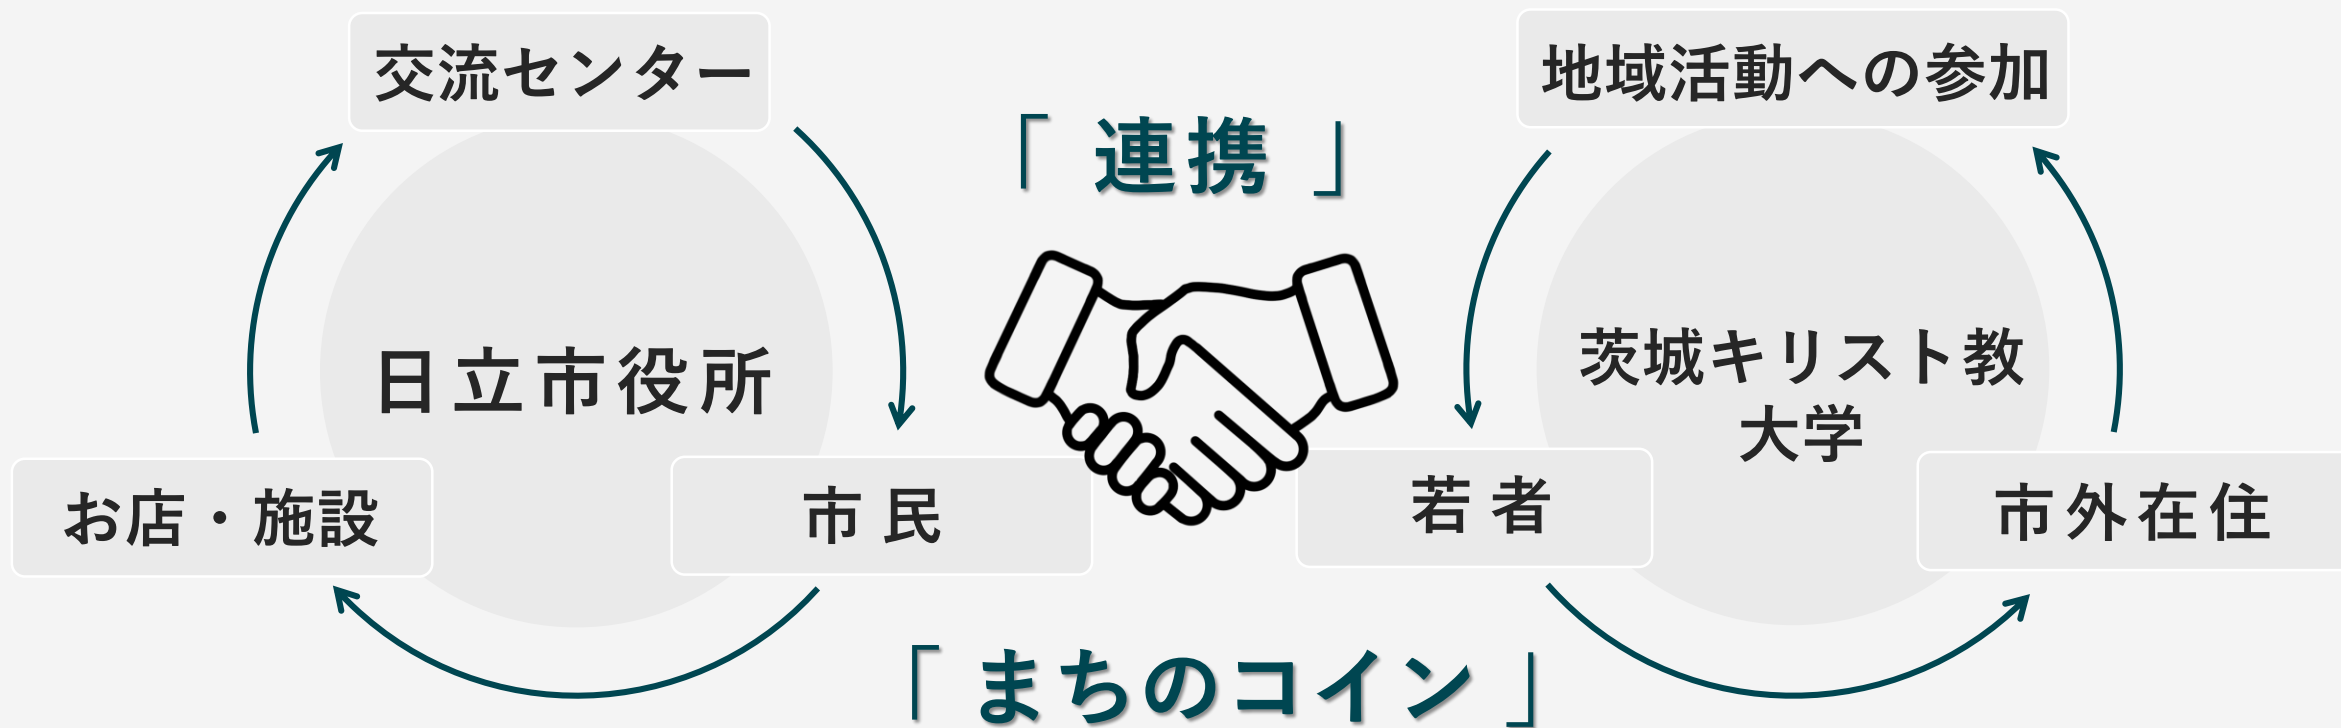 交流センター
地域活動への参加
「 連携 」
日立市役所
茨城キリスト教
大学
お店・施設
市民
若者
市外在住
「 まちのコイン 」